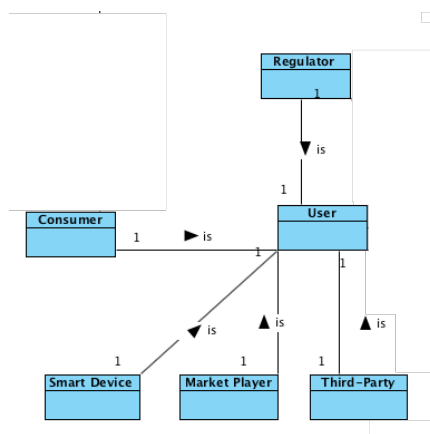 Regulator
1
is
1
User
Consumer
1
is
1
1
is
is
is
1
1
1
Smart Device
Market Player
Third-Party